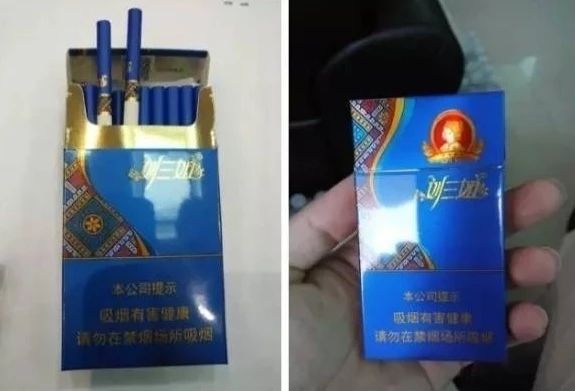 刘三姐
本公司提示
吸烟有害健康
请勿在禁烟场所吸烟
刘三姐
本公司提示
吸烟有害健康
请勿在禁烟场所吸烟